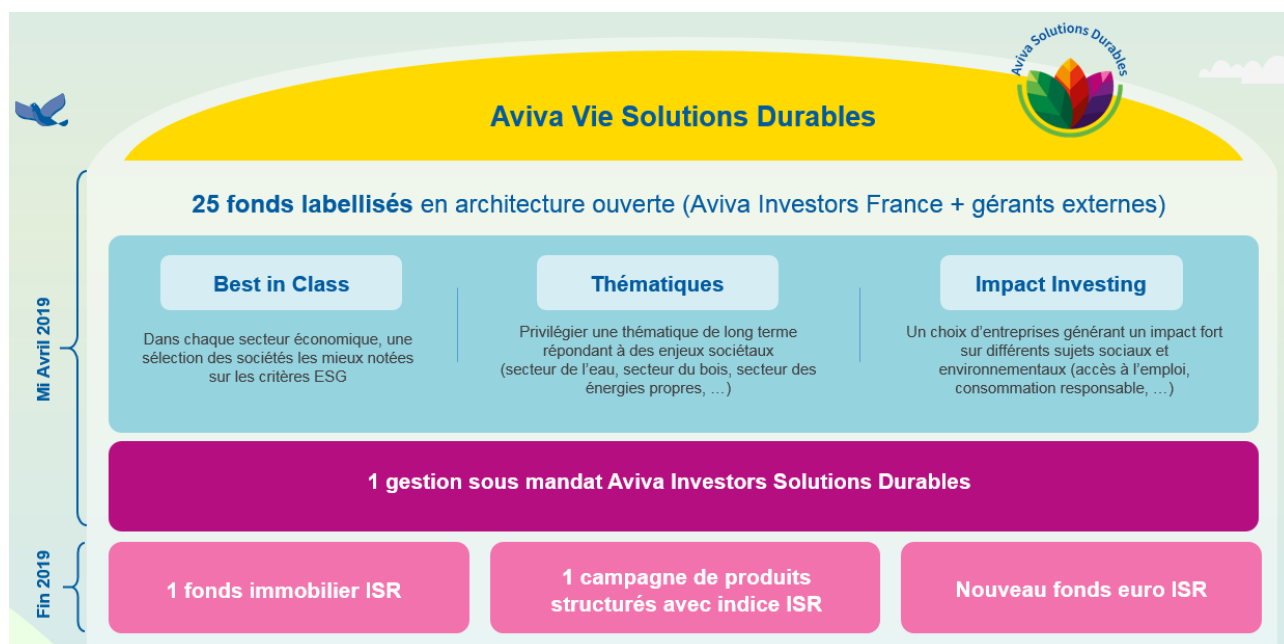 Aviva Solutions Durables
Aviva Vie Solutions Durables
25 fonds labellisés en architecture ouverte (Aviva Investors France + gérants externes)
Mi Avril 2019
Best in Class
Dans chaque secteur économique, une
sélection des sociétés les mieux notées
sur les critères ESG
Thématiques
Privilégier une thématique de long terme
répondant à des enjeux sociétaux
(secteur de l’eau, secteur du bois, secteur des
énergies propres, …)
Impact Investing
Un choix d’entreprises générant un impact fort
sur différents sujets sociaux et
environnementaux (accès à l’emploi,
consommation responsable, …)
1 gestion sous mandat Aviva Investors Solutions Durables
Fin 2019
1 fonds immobilier ISR
1 campagne de produits
structurés avec indice ISR
Nouveau fonds euro ISR